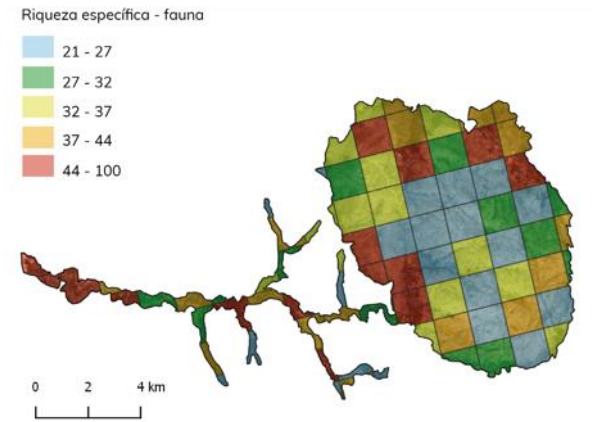 Riqueza específica - fauna
21 - 27
27 - 32
32 - 37
37 - 44
44 - 100
0 2 4 km